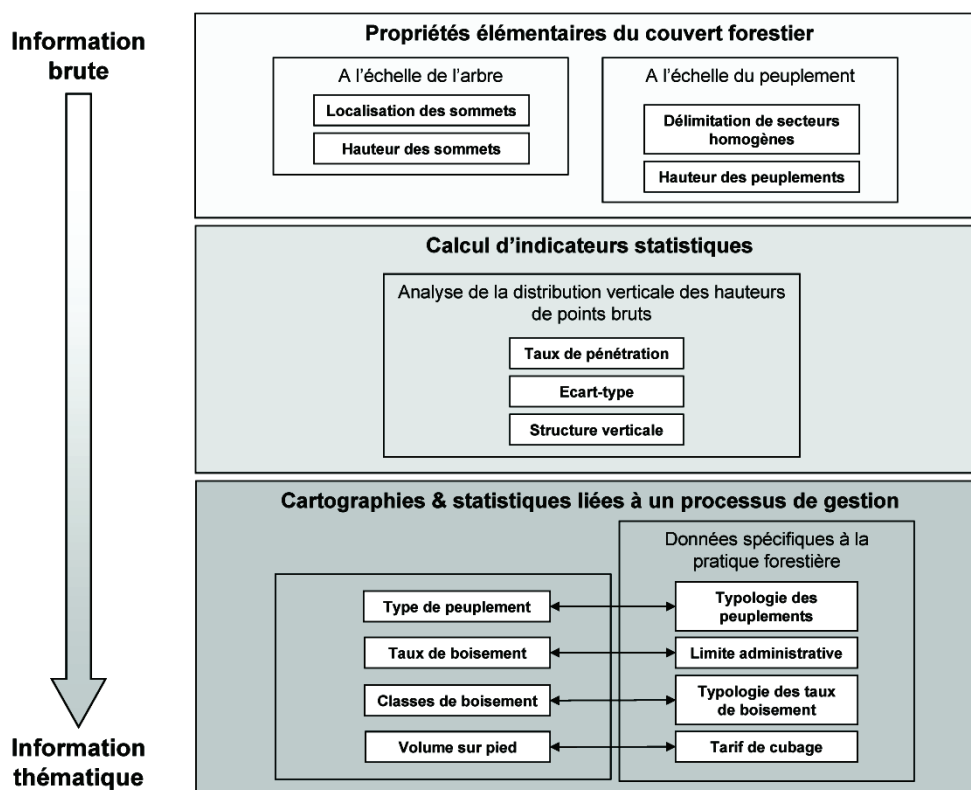 Information
brute
Propriétés élémentaires du couvert forestier
A l'échelle de l'arbre
Localisation des sommets
Hauteur des sommets
A l'échelle du peuplement
Délimitation de secteurs
homogènes
Hauteur des peuplements
Calcul d'indicateurs statistiques
Analyse de la distribution verticale des hauteurs
de points bruts
Taux de pénétration
Ecart-type
Structure verticale
Cartographies & statistiques liées à un processus de gestion
Données spécifiques à la
pratique forestière
Type de peuplement
Typologie des
peuplements
Taux de boisement
Limite administrative
Classes de boisement
Typologie des taux
de boisement
Volume sur pied
Tarif de cubage
Information
thématique